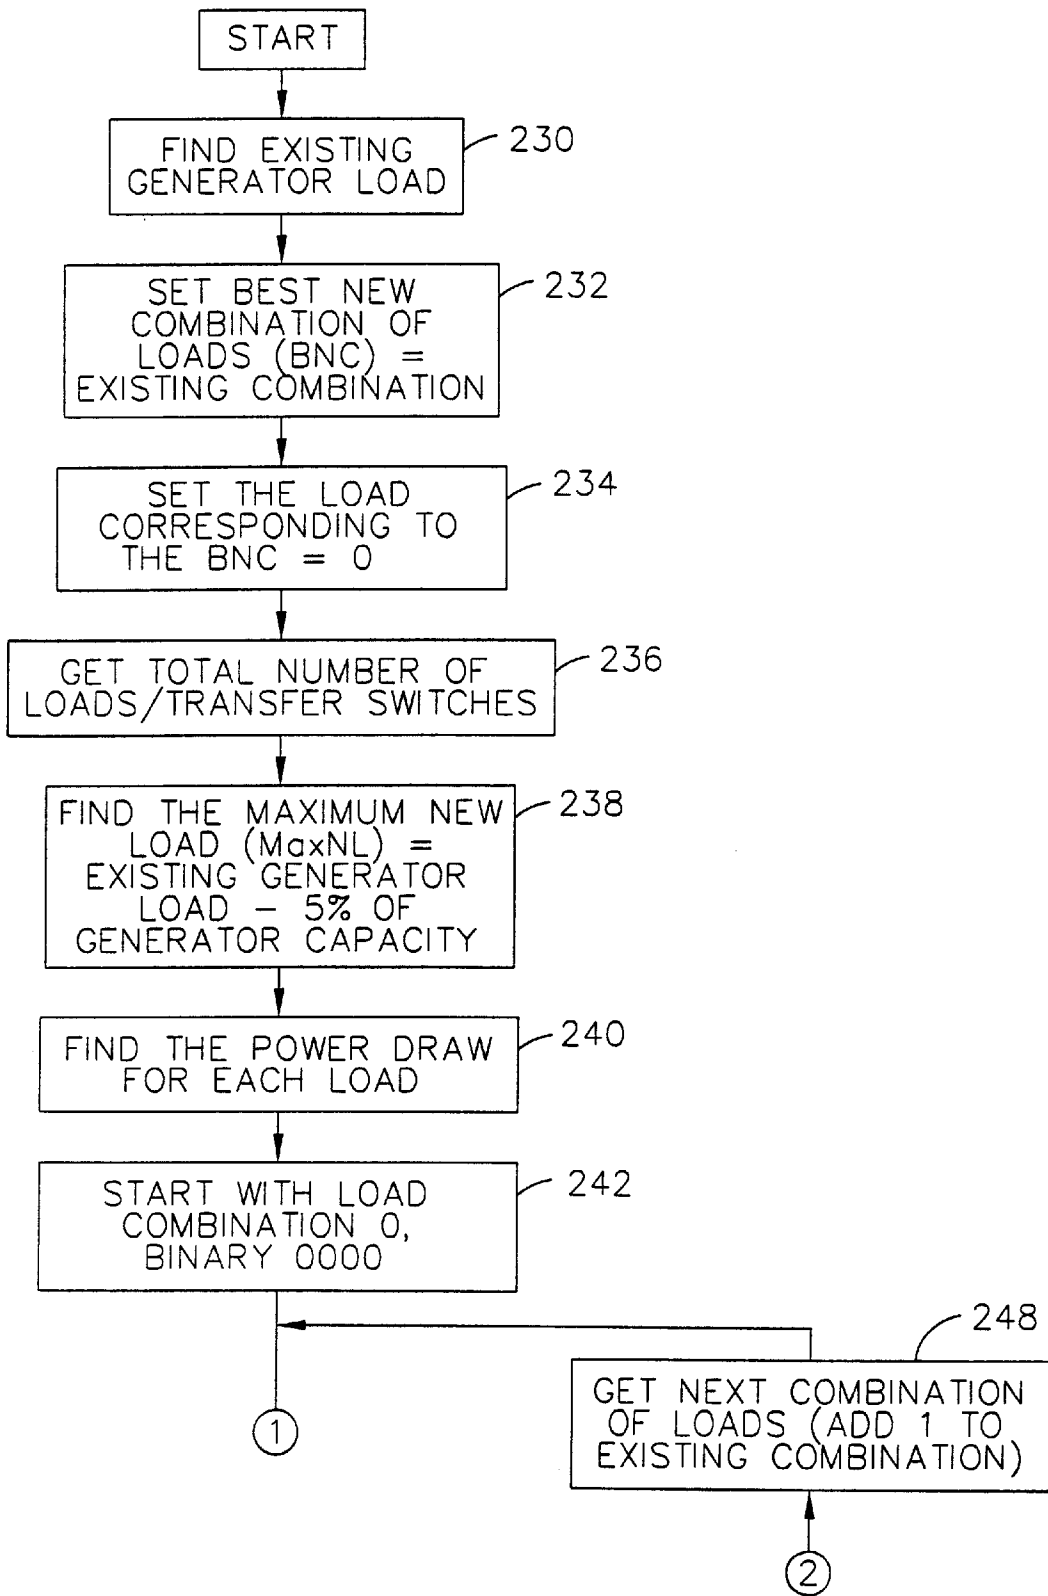 START
FIND EXISTING
GENERATOR LOAD
230
SET BEST NEW
COMBINATION OF
LOADS (BNC) =
EXISTING COMBINATION
232
SET THE LOAD
CORRESPONDING TO
THE BNC = 0
234
GET TOTAL NUMBER OF
LOADS/TRANSFER SWITCHES
236
FIND THE MAXIMUM NEW
LOAD (MaxNL) =
EXISTING GENERATOR
LOAD - 5% OF
GENERATOR CAPACITY
238
FIND THE POWER DRAW
FOR EACH LOAD
240
START WITH LOAD
COMBINATION 0,
BINARY 0000
242
248
GET NEXT COMBINATION
OF LOADS (ADD 1 TO
EXISTING COMBINATION)
1
2